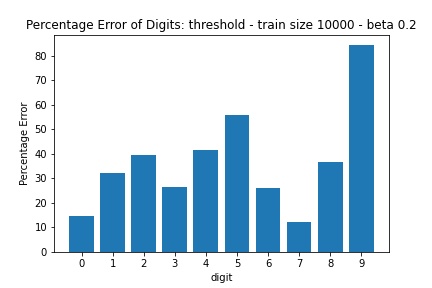 Percentage Error of Digits: threshold - train size 10000 - beta 0.2
Percentage Error
80
70
60
50
40
30
20
10
0
0 1 2 3 4 5 6 7 8 9
digit